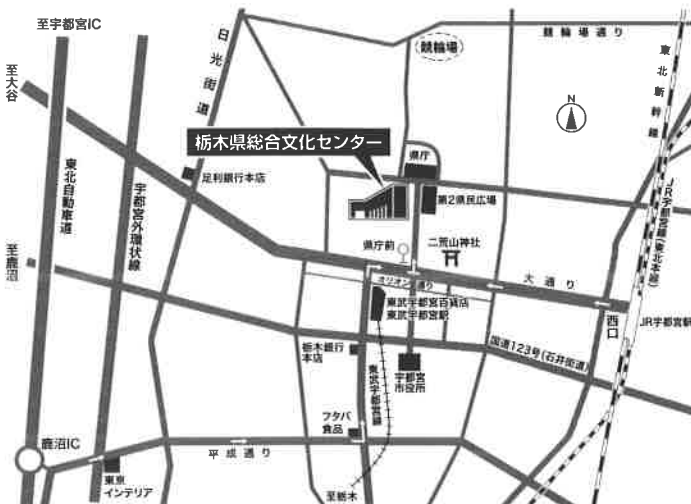 至宇都宮IC
至大谷
日光街道
競輪場
競輪場通り
東北新幹線
N
栃木県総合文化センター
県庁
足利銀行本店
第2県民広場
東北自動車道
宇都宮外環状線
JR宇都宮線(東北本線)
至鹿沼
県庁前
二荒山神社
大通り
オリオン通り
東武宇都宮百貨店
東武宇都宮駅
西口
JR宇都宮駅
栃木銀行
本店
国道123号(石井街道)
東武宇都宮線
宇都宮
市役所
フタバ
食品
鹿沼IC
平成通り
東京
インテリア
至栃木